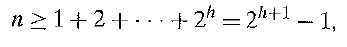 n ≥ 1 + 2 + · · · + 2^h = 2^{h+1} − 1,